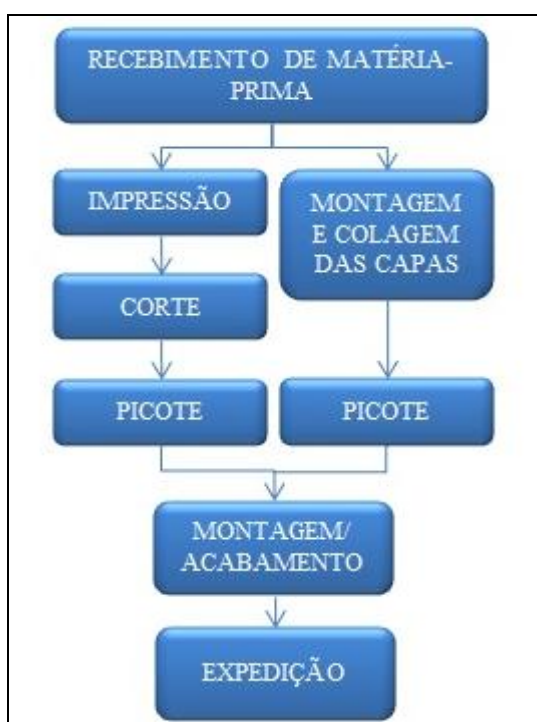 RECEBIMENTO DE MATÉRIA-
PRIMA
IMPRESSÃO
MONTAGEM
E COLAGEM
DAS CAPAS
CORTE
PICOTE
PICOTE
MONTAGEM/
ACABAMENTO
EXPEDIÇÃO